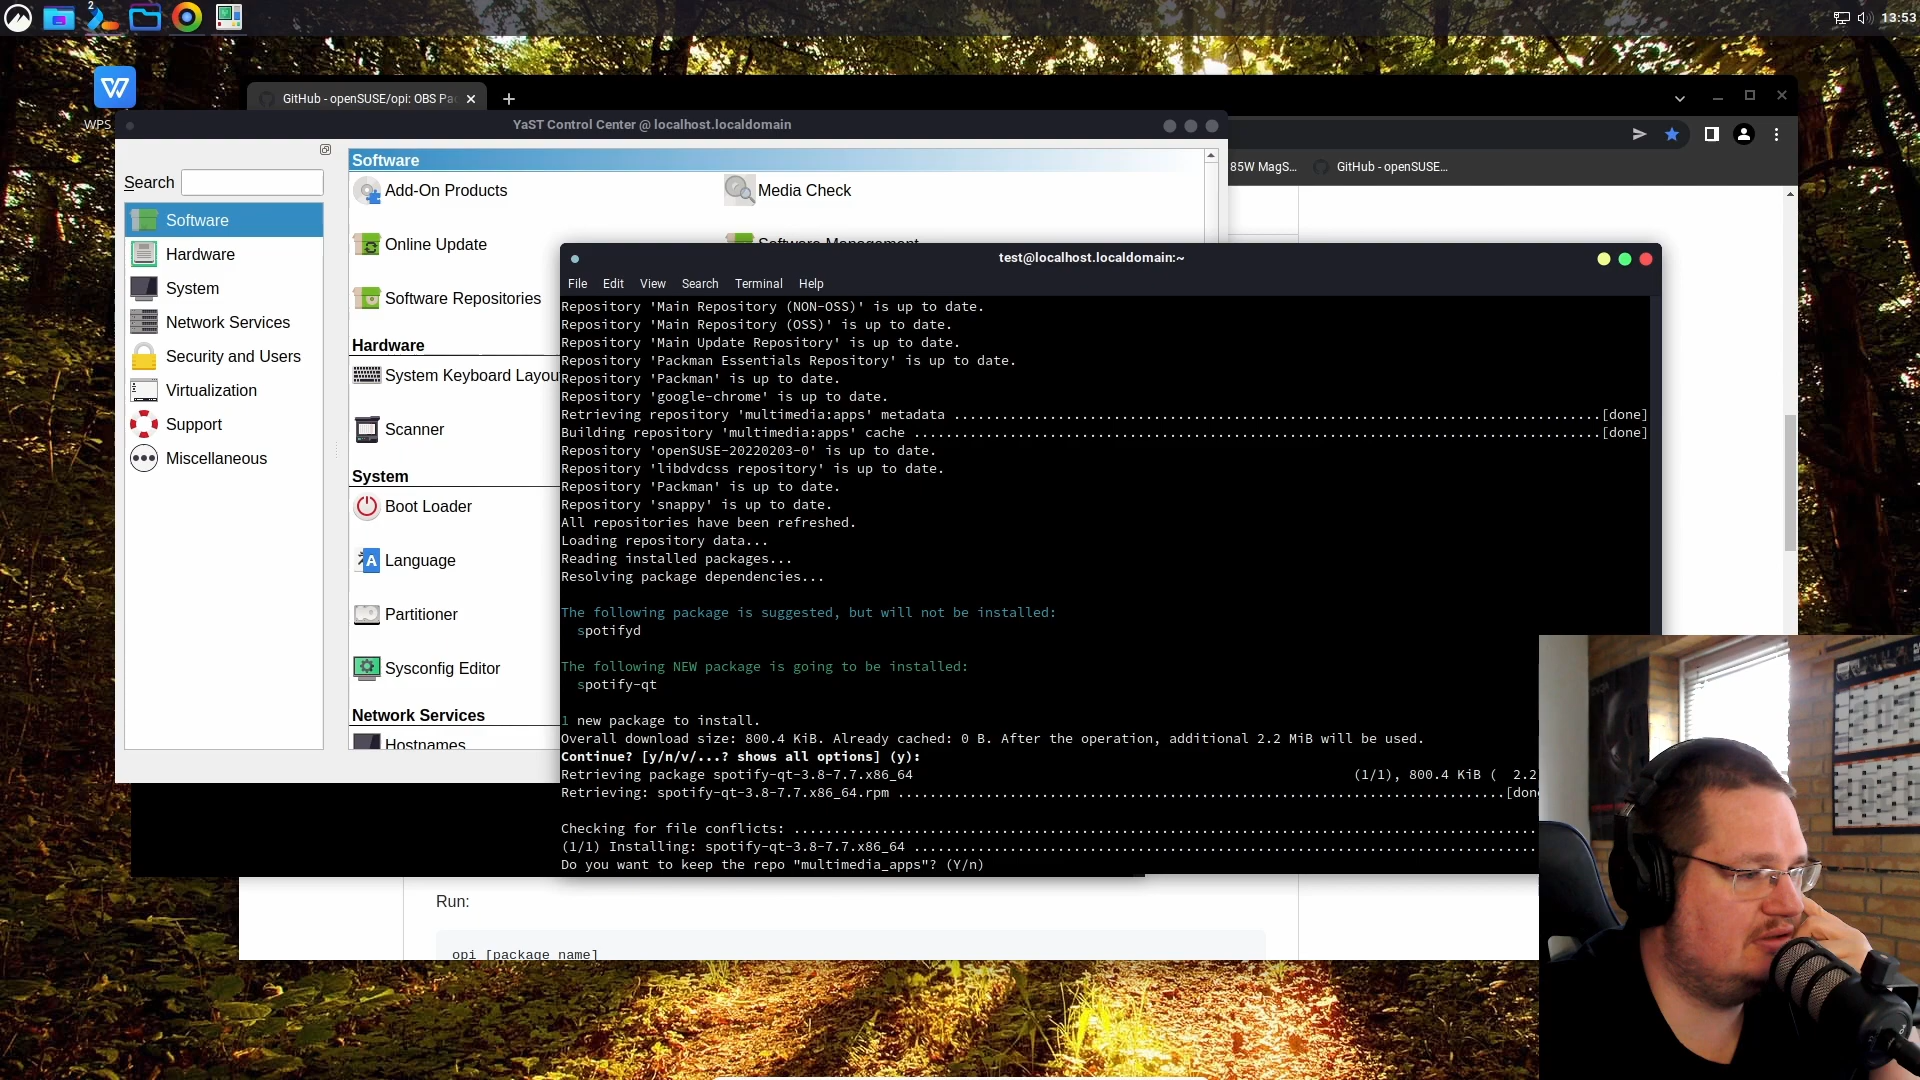 2
13:53
WPS
GitHub - openSUSE/opi: OBS Pa
YaST Control Center @ localhost.localdomain
85W MagS...
GitHub - openSUSE...
Search
Software
Hardware
System
Network Services
Security and Users
Virtualization
Support
Miscellaneous
Software
Add-On Products
Media Check
Online Update
Software Management
Software Repositories
Hardware
System Keyboard Layou
Scanner
System
Boot Loader
Language
Partitioner
Sysconfig Editor
Network Services
Hostnames
test@localhost.localdomain:~
File Edit View Search Terminal Help
Repository 'Main Repository (NON-OSS)' is up to date.
Repository 'Main Repository (OSS)' is up to date.
Repository 'Main Update Repository' is up to date.
Repository 'Packman Essentials Repository' is up to date.
Repository 'Packman' is up to date.
Repository 'google-chrome' is up to date.
Retrieving repository 'multimedia:apps' metadata .....................................................................................[done]
Building repository 'multimedia:apps' cache ..........................................................................................[done]
Repository 'openSUSE-20220203-0' is up to date.
Repository 'libdvdcss repository' is up to date.
Repository 'Packman' is up to date.
Repository 'snappy' is up to date.
All repositories have been refreshed.
Loading repository data...
Reading installed packages...
Resolving package dependencies...
The following package is suggested, but will not be installed:
spotifyd
The following NEW package is going to be installed:
spotify-qt
1 new package to install.
Overall download size: 800.4 KiB. Already cached: 0 B. After the operation, additional 2.2 MiB will be used.
Continue? [y/n/v/...? shows all options] (y):
Retrieving package spotify-qt-3.8-7.7.x86_64 (1/1), 800.4 KiB ( 2.2
Retrieving: spotify-qt-3.8-7.7.x86_64.rpm ............................................................................[done
Checking for file conflicts: .............................................................................................
(1/1) Installing: spotify-qt-3.8-7.7.x86_64 ..............................................................................
Do you want to keep the repo "multimedia_apps"? (Y/n)
Run:
opi [package name]